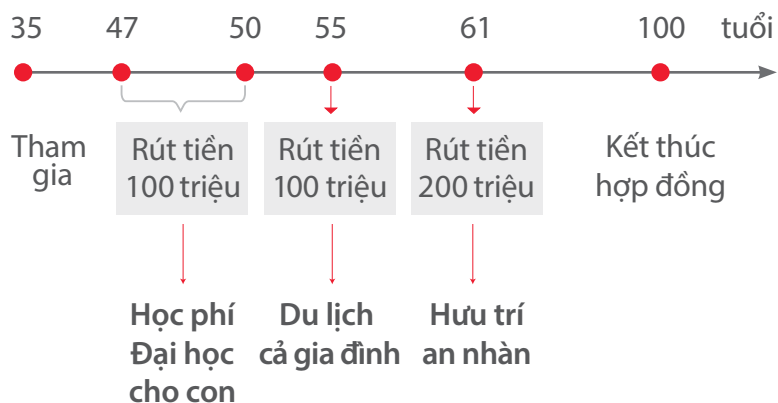 35 47 50 55 61 100 tuổi
Tham
gia
Rút tiền
100 triệu
Rút tiền
100 triệu
Rút tiền
200 triệu
Kết thúc
hợp đồng
Học phí
Đại học
cho con
Du lịch
cả gia đình
Hưu trí
an nhàn